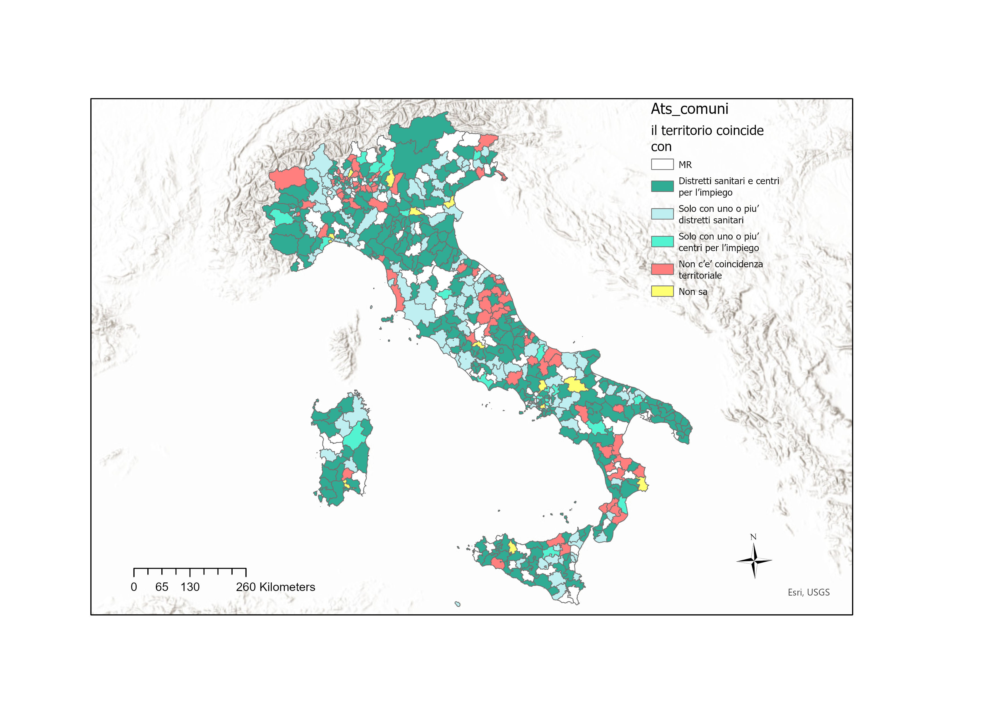 Ats_comuni
il territorio coincide
con
MR
Distretti sanitari e centri
per l’impiego
Solo con uno o piu’
distretti sanitari
Solo con uno o piu’
centri per l’impiego
Non c’e’ coincidenza
territoriale
Non sa
N
0 65 130 260 Kilometers
Esri, USGS